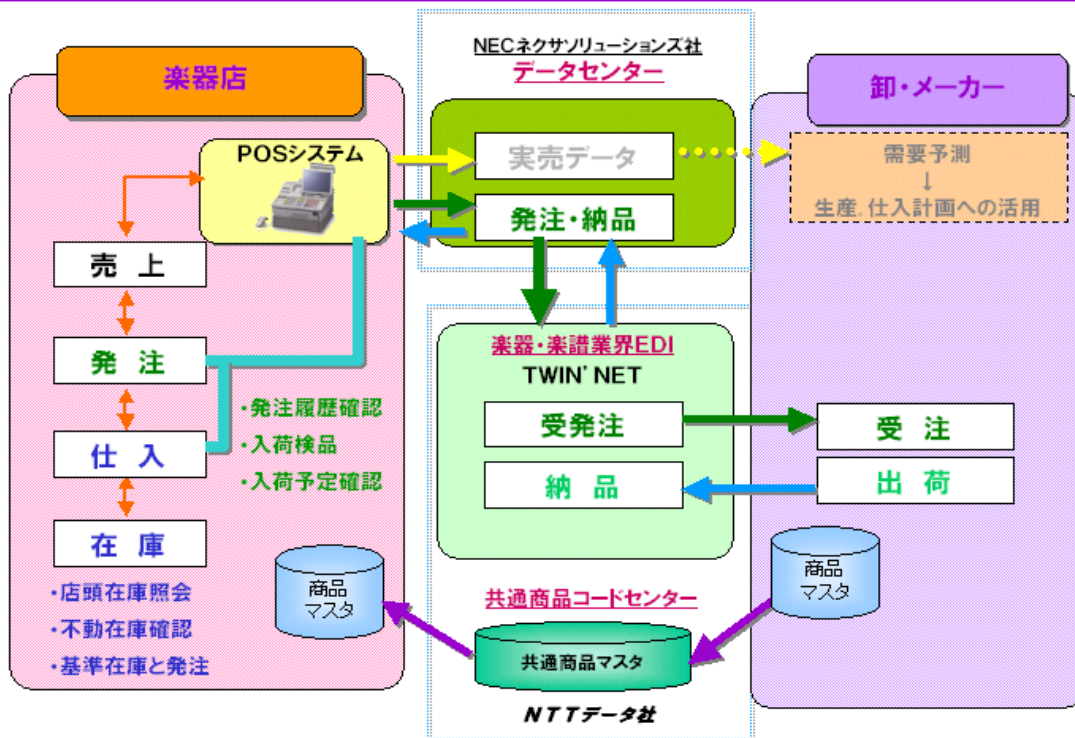 NECネクサソリューションズ社
データセンター
楽器店
卸・メーカー
POSシステム
実売データ
発注・納品
需要予測
↓
生産,仕入計画への活用
売 上
発 注
仕 入
在 庫
・発注履歴確認
・入荷検品
・入荷予定確認
・店頭在庫照会
・不動在庫確認
・基準在庫と発注
楽器・楽譜業界EDI
TWIN' NET
受発注
納 品
受 注
出 荷
商品
マスタ
共通商品コードセンター
共通商品マスタ
NTTデータ社
商品
マスタ